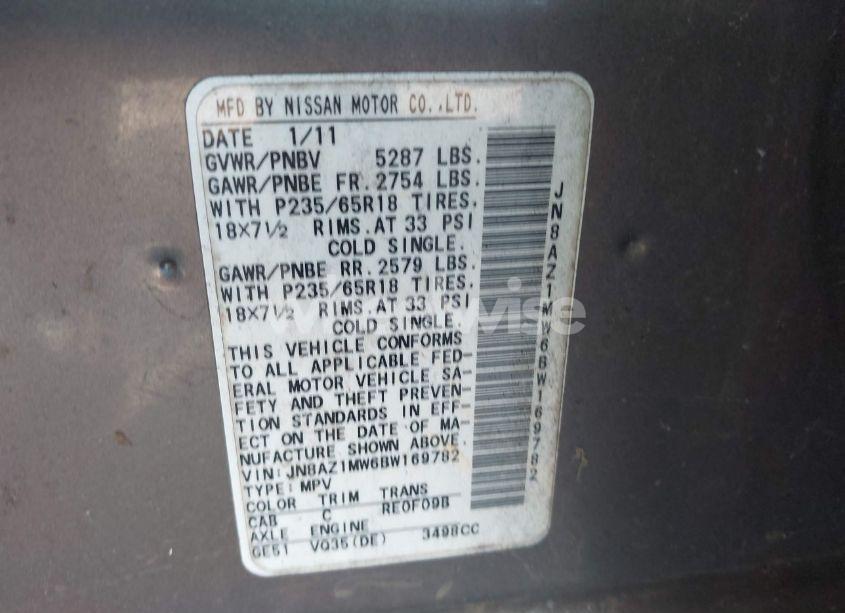 MFD BY NISSAN MOTOR CO.,LTD.
DATE 1/11
GVWR/PNBV 5287 LBS.
GAWR/PNBE FR. 2754 LBS.
WITH P235/65R18 TIRES.
18X7½ RIMS.AT 33 PSI
COLD SINGLE.
GAWR/PNBE RR. 2579 LBS.
WITH P235/65R18 TIRES.
18X7½ RIMS.AT 33 PSI
COLD SINGLE.
THIS VEHICLE CONFORMS
TO ALL APPLICABLE FED-
ERAL MOTOR VEHICLE SA-
FETY AND THEFT PREVEN-
TION STANDARDS IN EFF-
ECT ON THE DATE OF MA-
NUFACTURE SHOWN ABOVE.
VIN:JN8AZ1MW6BW169782
TYPE:MPV
COLOR TRIM TRANS
CAB C RE0F09B
AXLE ENGINE
GE51 VQ35(DE) 3498CC
JN8AZ1MW6BW169782